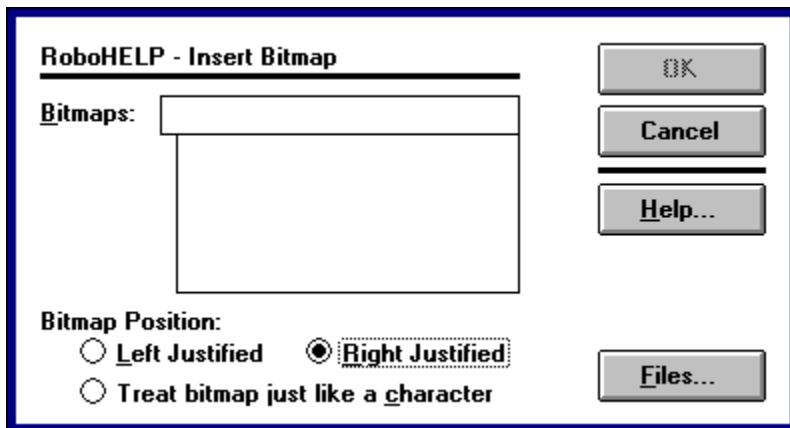 RoboHELP - Insert Bitmap
OK
Bitmaps:
Cancel
Help...
Bitmap Position:
Left Justified Right Justified
Treat bitmap just like a character
Files...